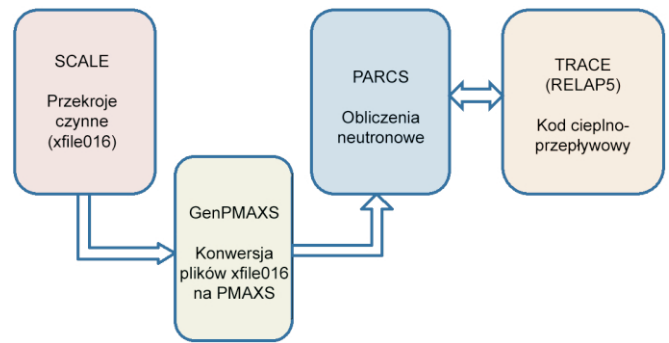 SCALE
Przekroje
czynne
(xfile016)
GenPMAXS
Konwersja
plików xfile016
na PMAXS
PARCS
Obliczenia
neutronowe
TRACE
(RELAP5)
Kod cieplno-
przepływowy